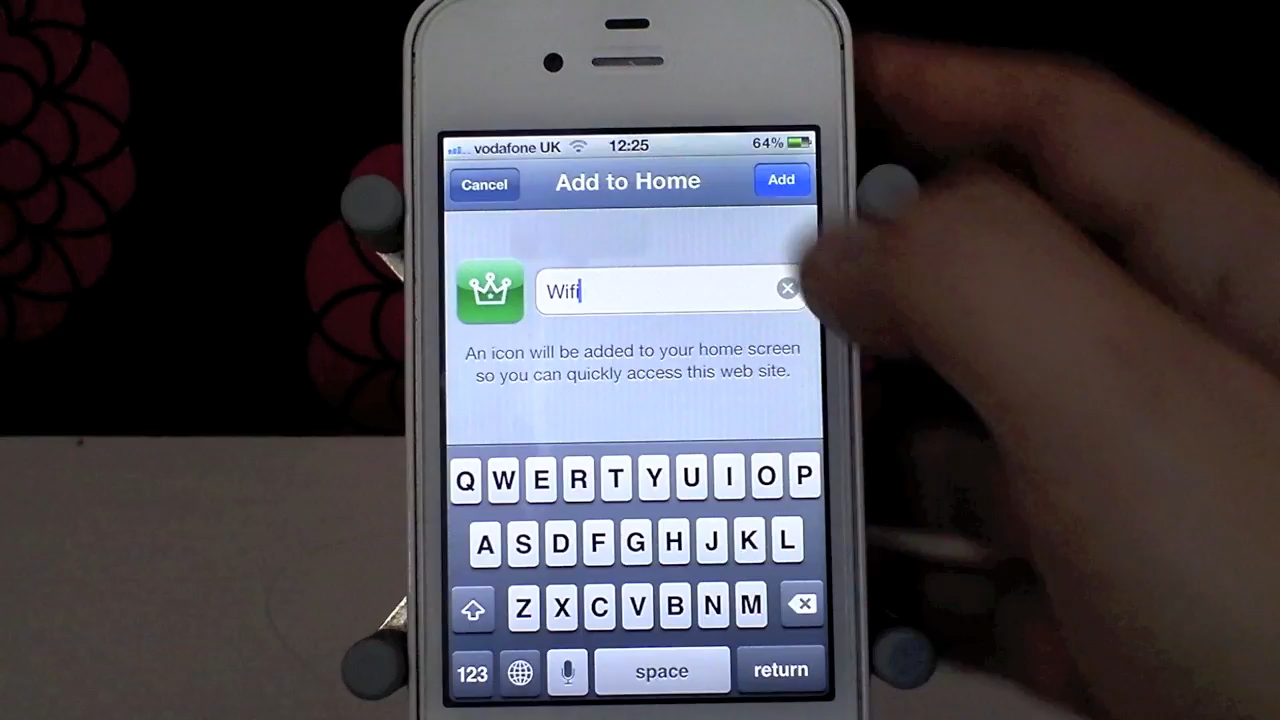 vodafone UK 12:25 64%
Cancel Add to Home Add
Wifi
An icon will be added to your home screen
so you can quickly access this web site.
Q W E R T Y U I O P
A S D F G H J K L
Z X C V B N M
123 space return